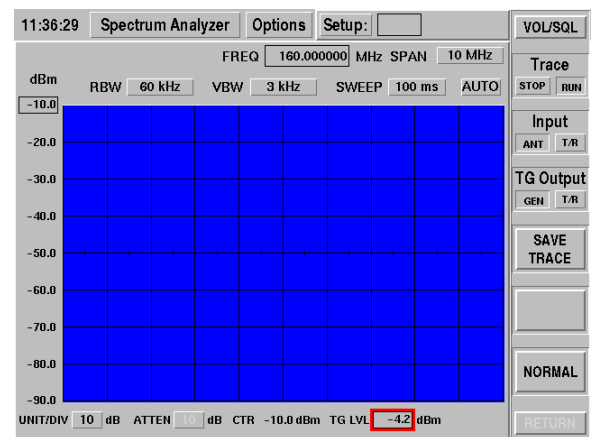 11:36:29 Spectrum Analyzer Options Setup:
FREQ 160.000000 MHz SPAN 10 MHz
dBm RBW 60 kHz VBW 3 kHz SWEEP 100 ms AUTO
-10.0
-20.0
-30.0
-40.0
-50.0
-60.0
-70.0
-80.0
-90.0
UNIT/DIV 10 dB ATTEN 10 dB CTR -10.0 dBm TG LVL -4.2 dBm
VOL/SQL
Trace
STOP RUN
Input
ANT T/R
TG Output
GEN T/R
SAVE
TRACE
NORMAL
RETURN